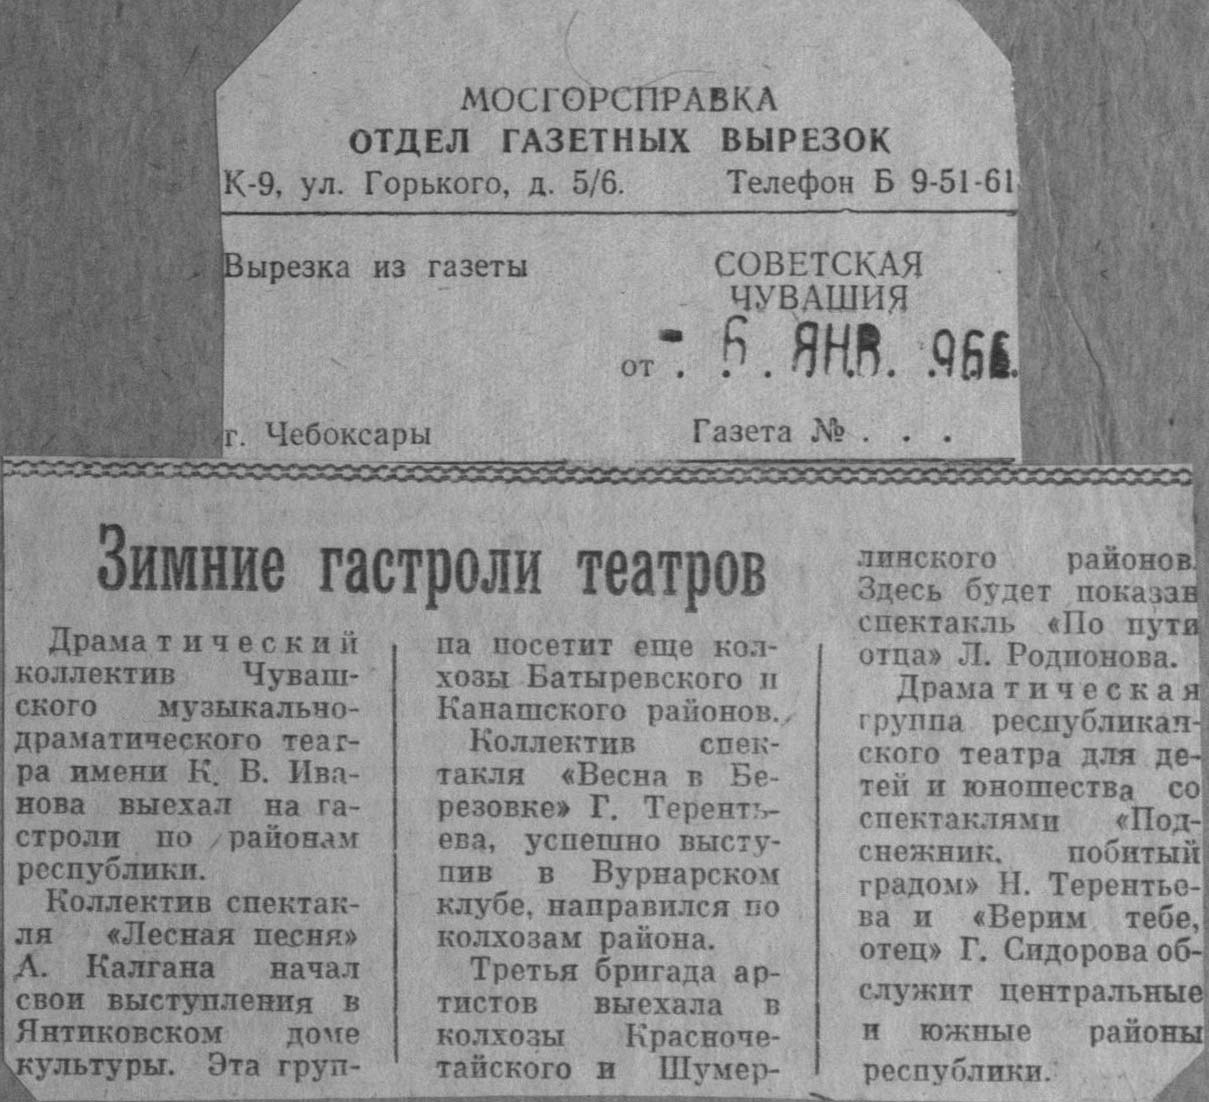 МОСГОРСПРАВКА
ОТДЕЛ ГАЗЕТНЫХ ВЫРЕЗОК
К-9, ул. Горького, д. 5/6. Телефон Б 9-51-61
Вырезка из газеты
СОВЕТСКАЯ
ЧУВАШИЯ
от - 6 ЯНВ. 966
г. Чебоксары Газета № . . .
Зимние гастроли театров
Драматический
коллектив Чуваш-
ского музыкально-
драматического теат-
ра имени К. В. Ива-
нова выехал на га-
строли по районам
республики.
Коллектив спектак-
ля «Лесная песня»
А. Калгана начал
свои выступления в
Янтиковском доме
культуры. Эта груп-
па посетит еще кол-
хозы Батыревского и
Канашского районов.
Коллектив спек-
такля «Весна в Бе-
резовке» Г. Терентъ-
ева, успешно высту-
пив в Вурнарском
клубе, направился по
колхозам района.
Третья бригада ар-
тистов выехала в
колхозы Красноче-
тайского и Шумер-
линского районов.
Здесь будет показан
спектакль «По пути
отца» Л. Родионова.
Драматическая
группа республикан-
ского театра для де-
тей и юношества со
спектаклями «Под-
снежник, побитый
градом» Н. Терентье-
ва и «Верим тебе,
отец» Г. Сидорова об-
служит центральные
и южные районы
республики.